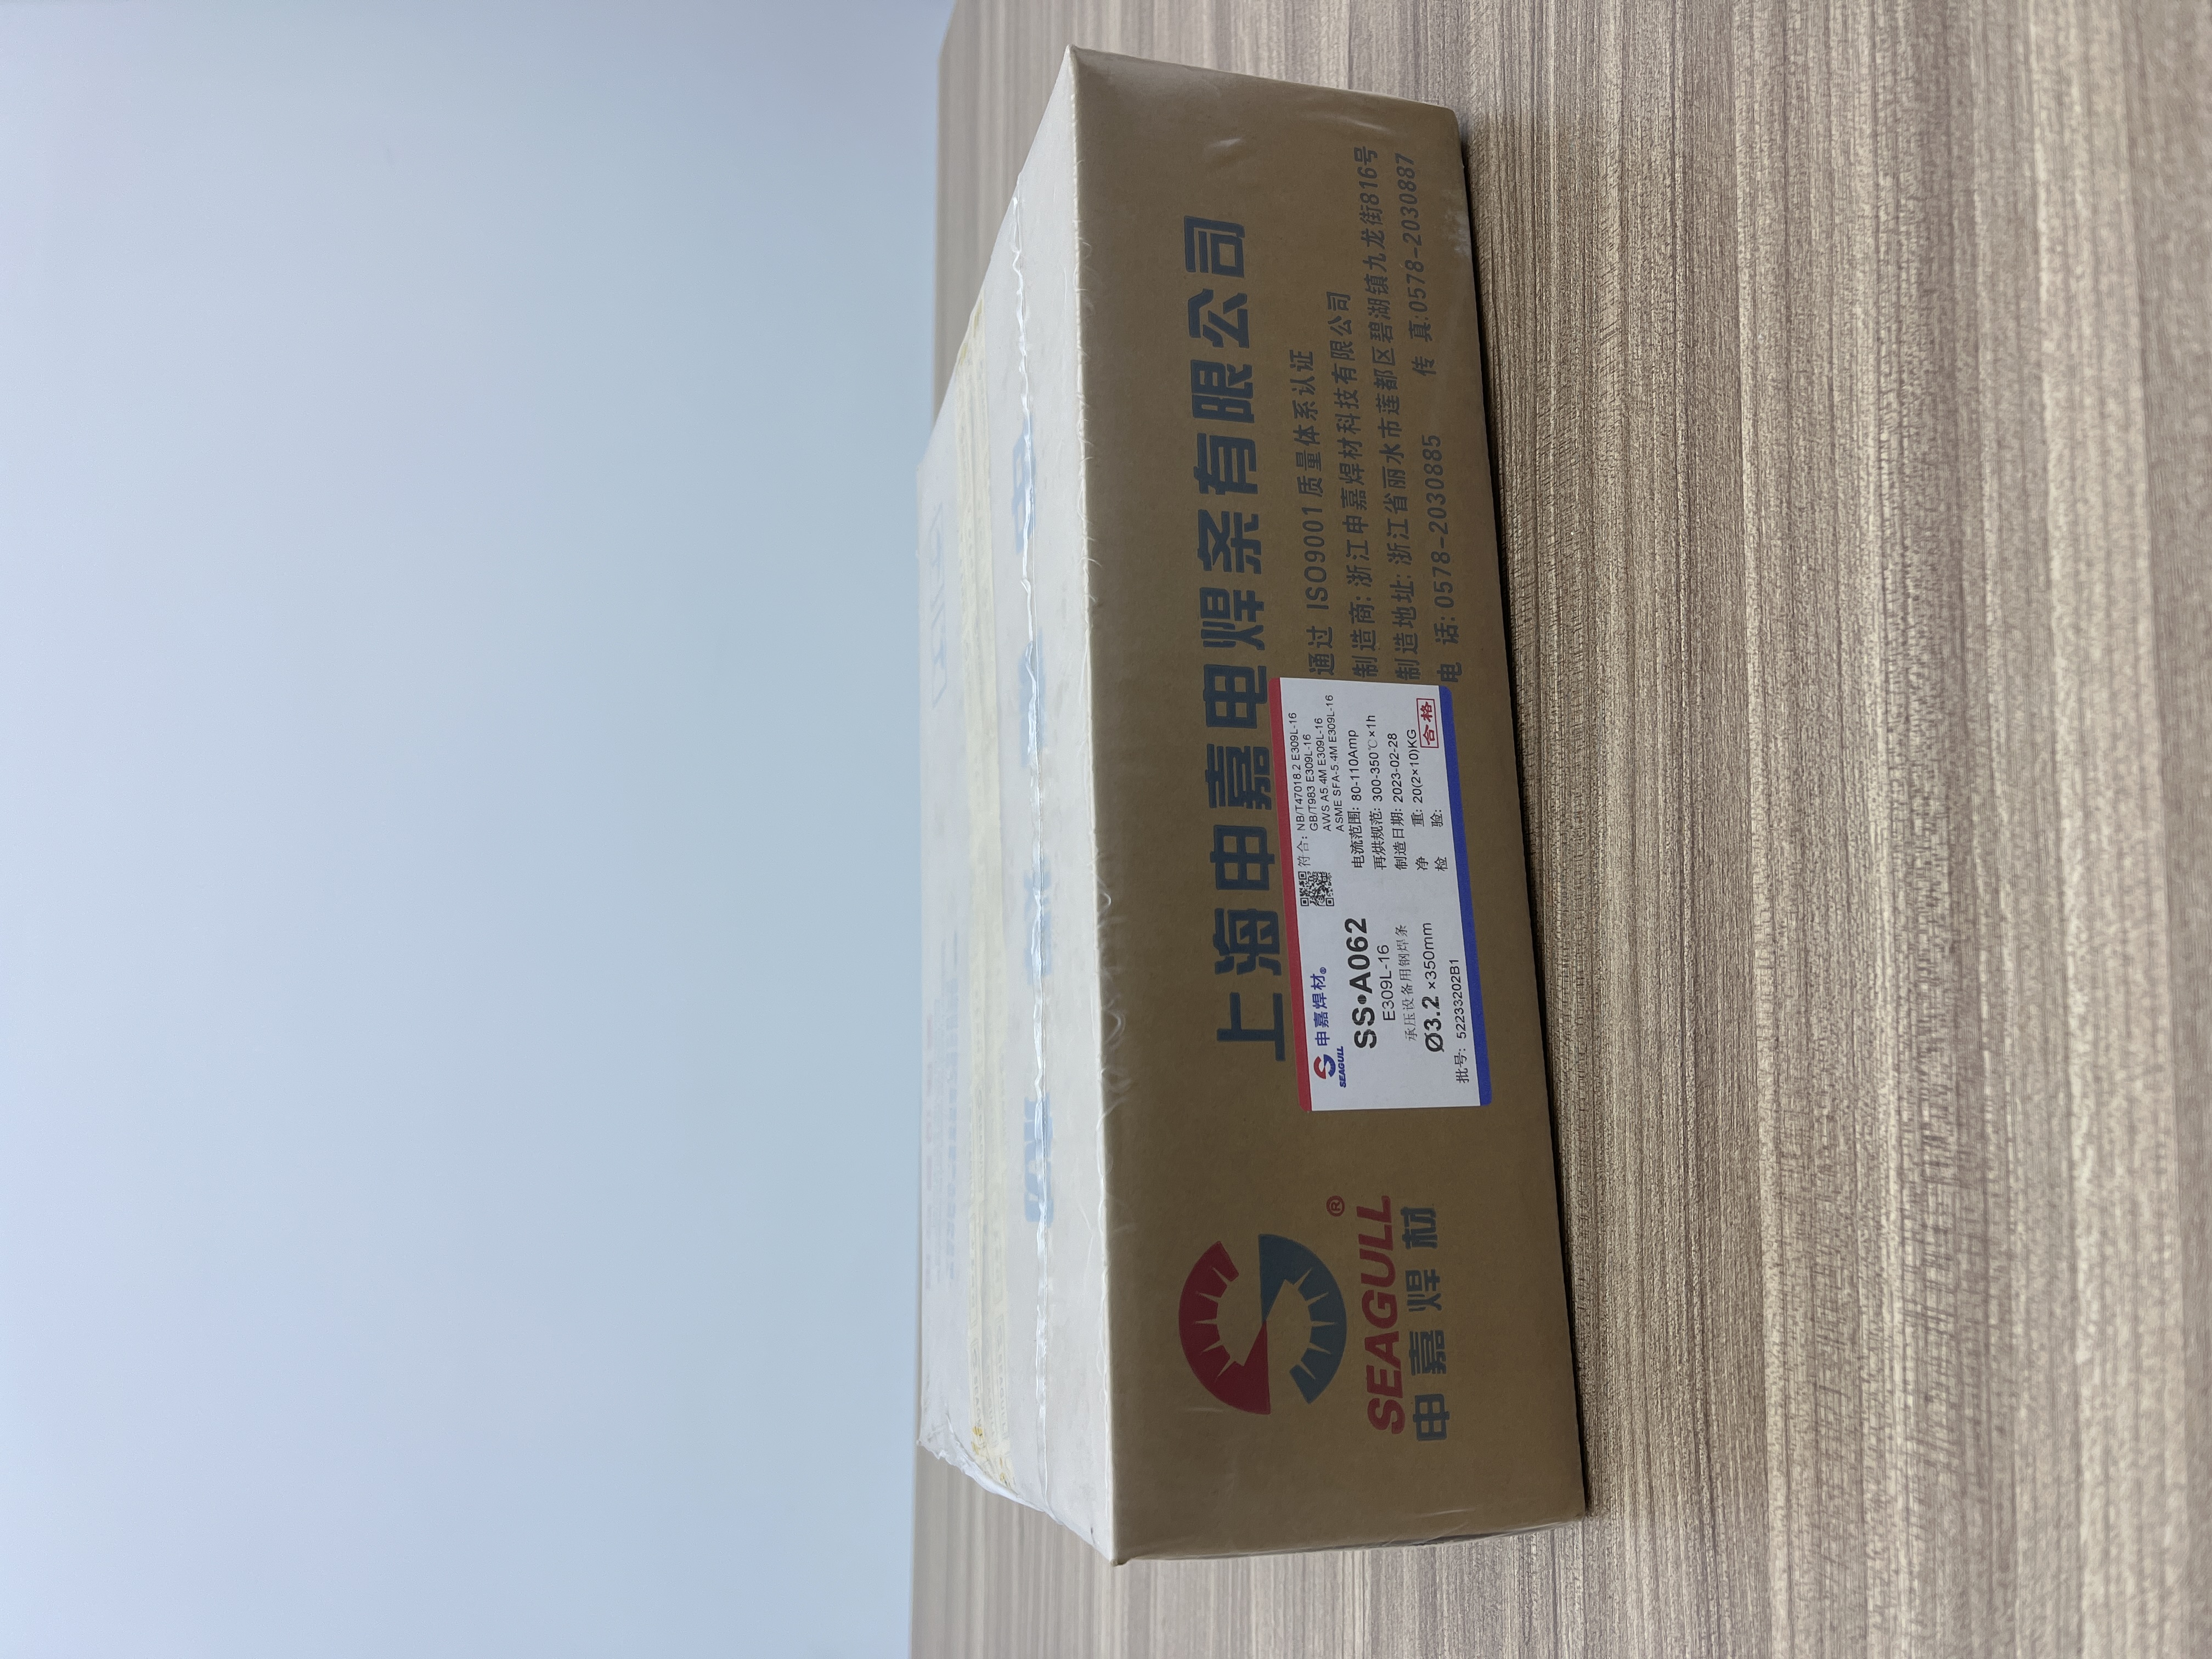 上海申嘉电焊条有限公司
通过 ISO9001 质量体系认证
制造商: 浙江申嘉焊材科技有限公司
制造地址: 浙江省丽水市莲都区碧湖镇九龙街816号
电 话: 0578-2030885 传 真:0578-2030887
SEAGULL®
申嘉焊材
SEAGULL 申嘉焊材®
SS•A062
E309L-16
承压设备用钢焊条
Ø3.2 ×350mm
批号: 52232020B1
符合: NB/T47018.2 E309L-16
GB/T983 E309L-16
AWS A5.4M E309L-16
ASME SFA-5.4M E309L-16
电流范围: 80-110Amp
再烘规范: 300-350℃×1h
制造日期: 2023-02-28
净 重: 20(2×10)KG
检 验: 合格